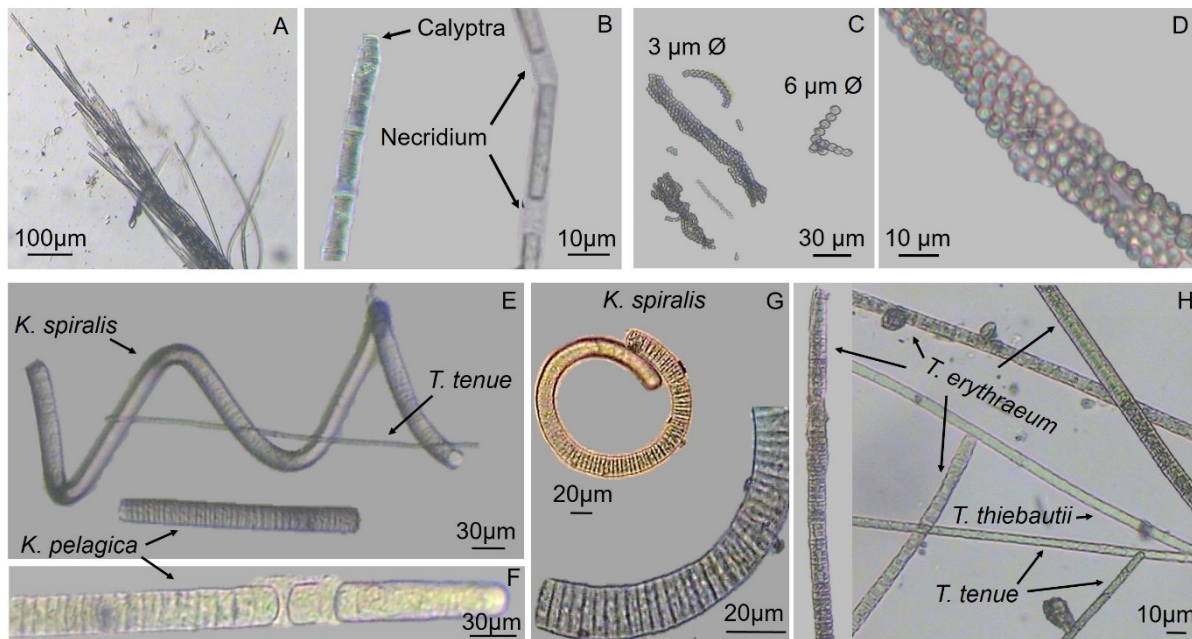 A
100µm
B
Calyptra
Necridium
10µm
C
3 µm Ø
6 µm Ø
30 µm
D
10 µm
E
K. spiralis
T. tenue
K. pelagica
30µm
F
30µm
G
K. spiralis
20µm
20µm
H
T. erythraeum
T. thiebautii
T. tenue
10µm